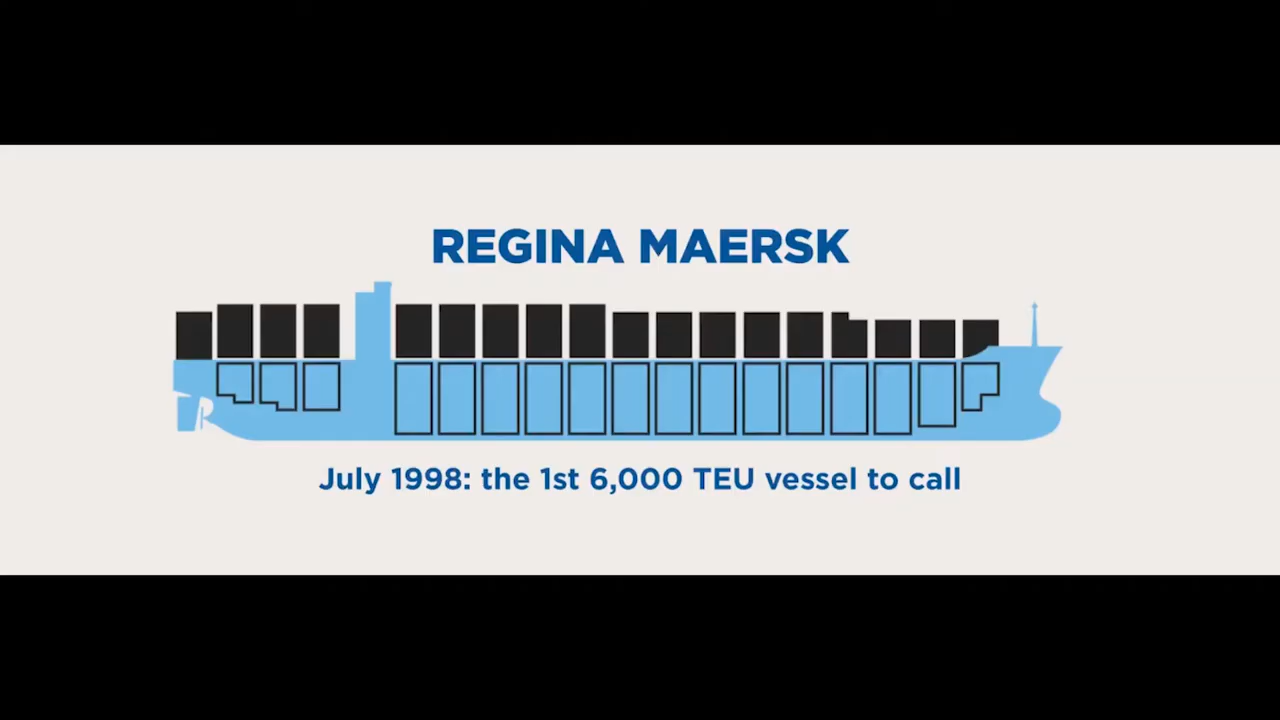 REGINA MAERSK
July 1998: the 1st 6,000 TEU vessel to call